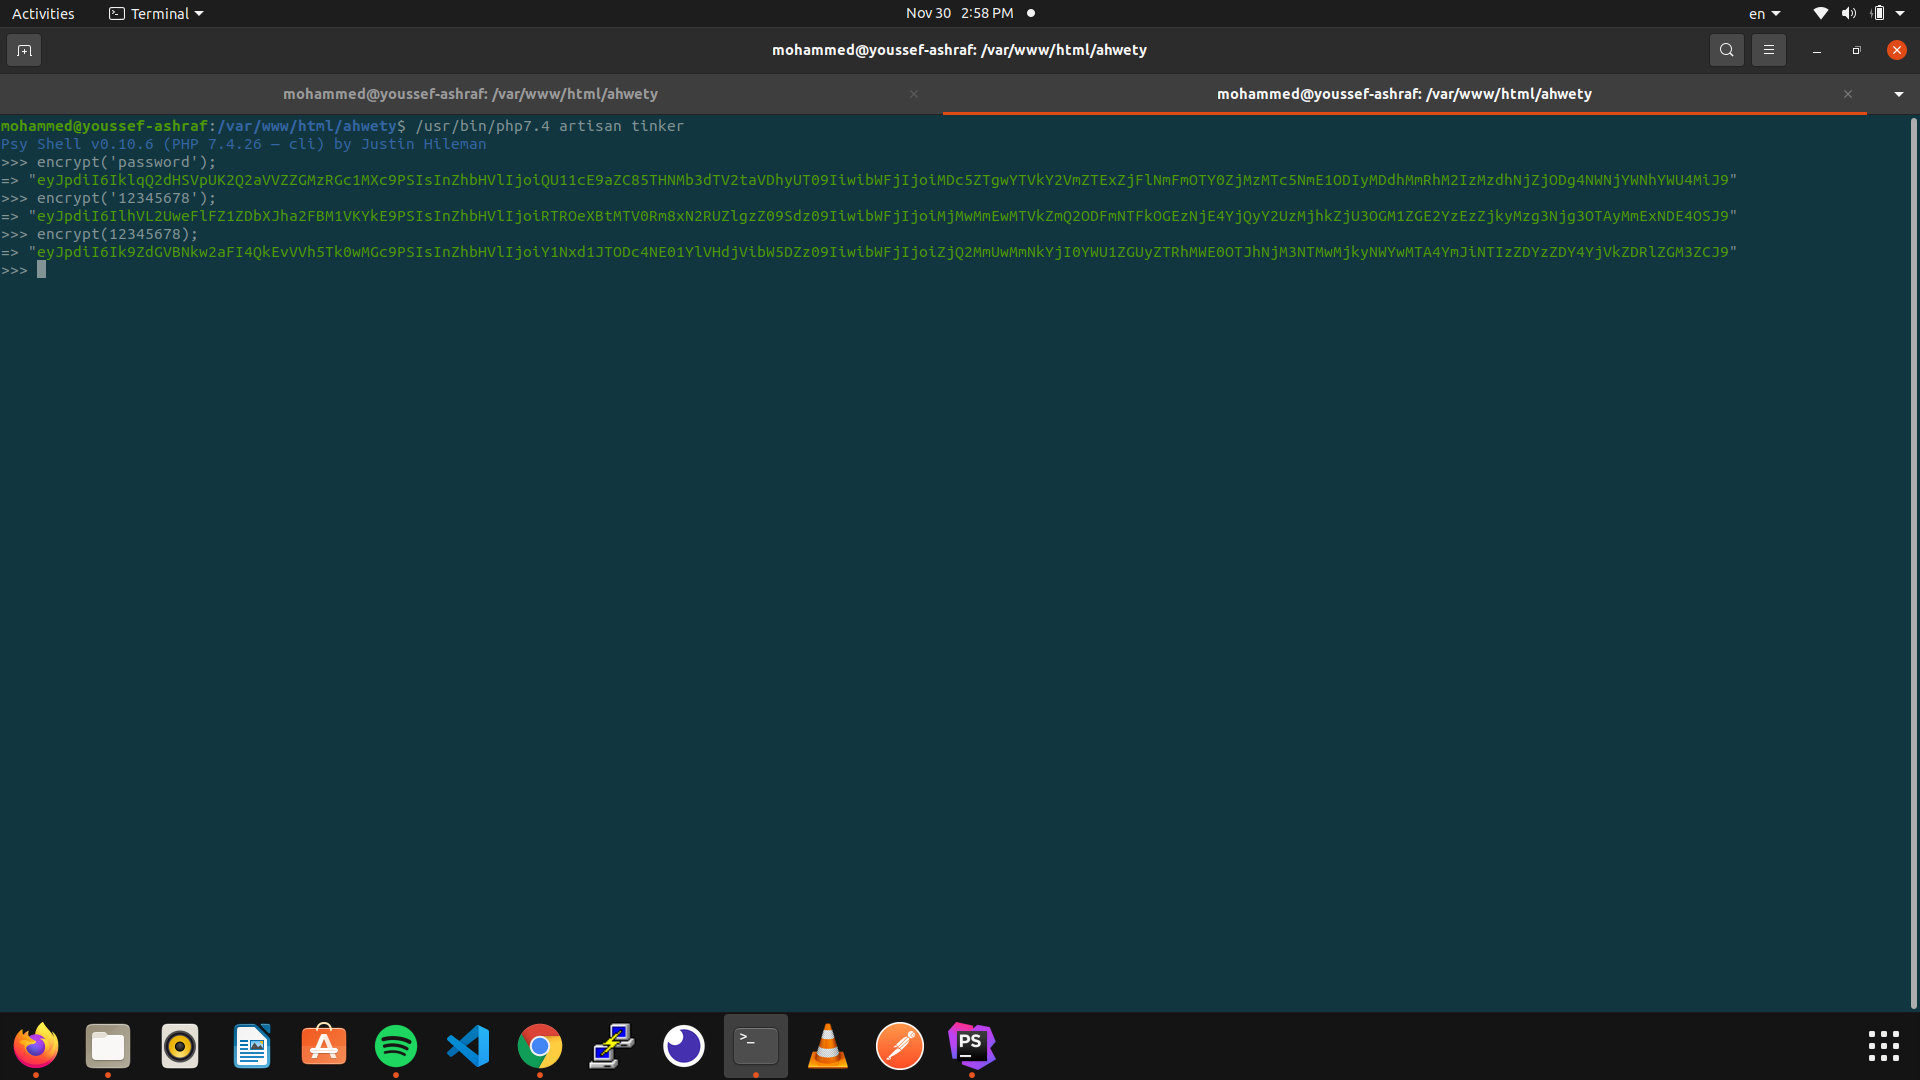 Activities Terminal Nov 30 2:58 PM en
mohammed@youssef-ashraf: /var/www/html/ahwety
mohammed@youssef-ashraf: /var/www/html/ahwety mohammed@youssef-ashraf: /var/www/html/ahwety
mohammed@youssef-ashraf:/var/www/html/ahwety$ /usr/bin/php7.4 artisan tinker
Psy Shell v0.10.6 (PHP 7.4.26 — cli) by Justin Hileman
>>> encrypt('password');
=> "eyJpdiI6IklqQ2dHSVpUK2Q2aVVZZGMzRGc1MXc9PSIsInZhbHVlIjoiQU11cE9aZC85THNMb3dTV2taVDhyUT09IiwibWFjIjoiMDc5ZTgwYTVkY2VmZTExZjFlNmFmOTY0ZjMzMTc5NmE1ODIyMDdhMmRhM2IzMzdhNjZjODg4NWNjYWNhYWU4MiJ9"
>>> encrypt('12345678');
=> "eyJpdiI6IlhVL2UweFlFZ1ZDbXJha2FBM1VKYkE9PSIsInZhbHVlIjoiRTROeXBtMTV0Rm8xN2RUZlgzZ09Sdz09IiwibWFjIjoiMjMwMmEwMTVkZmQ2ODFmNTFkOGEzNjE4YjQyY2UzMjhkZjU3OGM1ZGE2YzEzZjkyMzg3Njg3OTAyMmExNDE4OSJ9"
>>> encrypt(12345678);
=> "eyJpdiI6Ik9ZdGVBNkw2aFI4QkEvVVh5Tk0wMGc9PSIsInZhbHVlIjoiY1Nxd1JTODc4NE01YlVHdjVibW5DZz09IiwibWFjIjoiZjQ2MmUwMmNkYjI0YWU1ZGUyZTRhMWE0OTJhNjM3NTMwMjkyNWYwMTA4YmJiNTIzZDYzZDY4YjVkZDRlZGM3ZCJ9"
>>>
>_
PS